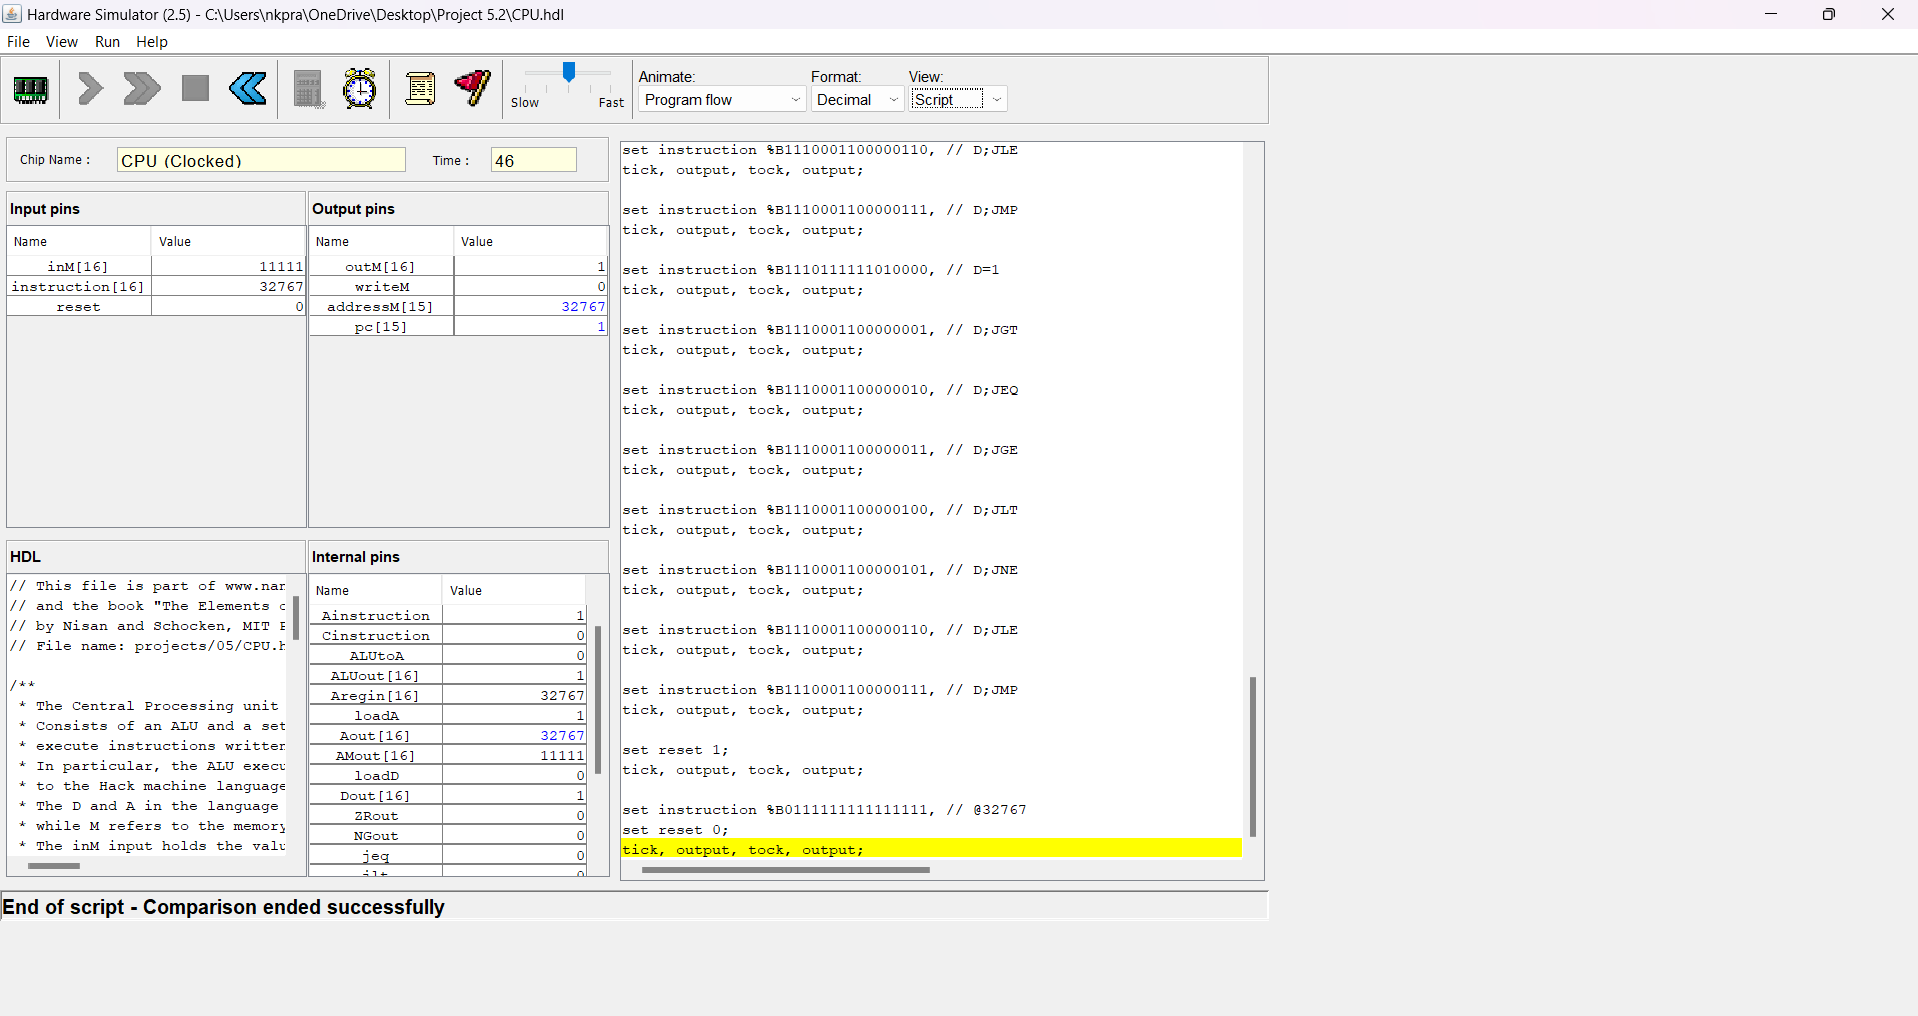 Hardware Simulator (2.5) - C:\Users\nkpra\OneDrive\Desktop\Project 5.2\CPU.hdl
File View Run Help
Slow Fast
Animate: Format: View:
Program flow Decimal Script
Chip Name : CPU (Clocked) Time : 46
Input pins
Name Value
inM[16] 11111
instruction[16] 32767
reset 0
Output pins
Name Value
outM[16] 1
writeM 0
addressM[15] 32767
pc[15] 1
HDL
// This file is part of www.nan
// and the book "The Elements o
// by Nisan and Schocken, MIT P
// File name: projects/05/CPU.h
/**
* The Central Processing unit
* Consists of an ALU and a set
* execute instructions written
* In particular, the ALU execu
* to the Hack machine language
* The D and A in the language
* while M refers to the memory
* The inM input holds the valu
Internal pins
Name Value
Ainstruction 1
Cinstruction 0
ALUtoA 0
ALUout[16] 1
Aregin[16] 32767
loadA 1
Aout[16] 32767
AMout[16] 11111
loadD 0
Dout[16] 1
ZRout 0
NGout 0
jeq 0
jlt 0
set instruction %B1110001100000110, // D;JLE
tick, output, tock, output;
set instruction %B1110001100000111, // D;JMP
tick, output, tock, output;
set instruction %B1110111111010000, // D=1
tick, output, tock, output;
set instruction %B1110001100000001, // D;JGT
tick, output, tock, output;
set instruction %B1110001100000010, // D;JEQ
tick, output, tock, output;
set instruction %B1110001100000011, // D;JGE
tick, output, tock, output;
set instruction %B1110001100000100, // D;JLT
tick, output, tock, output;
set instruction %B1110001100000101, // D;JNE
tick, output, tock, output;
set instruction %B1110001100000110, // D;JLE
tick, output, tock, output;
set instruction %B1110001100000111, // D;JMP
tick, output, tock, output;
set reset 1;
tick, output, tock, output;
set instruction %B0111111111111111, // @32767
set reset 0;
tick, output, tock, output;
End of script - Comparison ended successfully